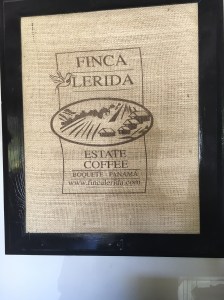 FINCA
LERIDA
ESTATE
COFFEE
BOQUETE - PANAMA
www.fincalerida.com